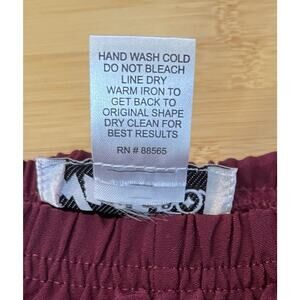 HAND WASH COLD
DO NOT BLEACH
LINE DRY
WARM IRON TO
GET BACK TO
ORIGINAL SHAPE
DRY CLEAN FOR
BEST RESULTS
RN # 88565